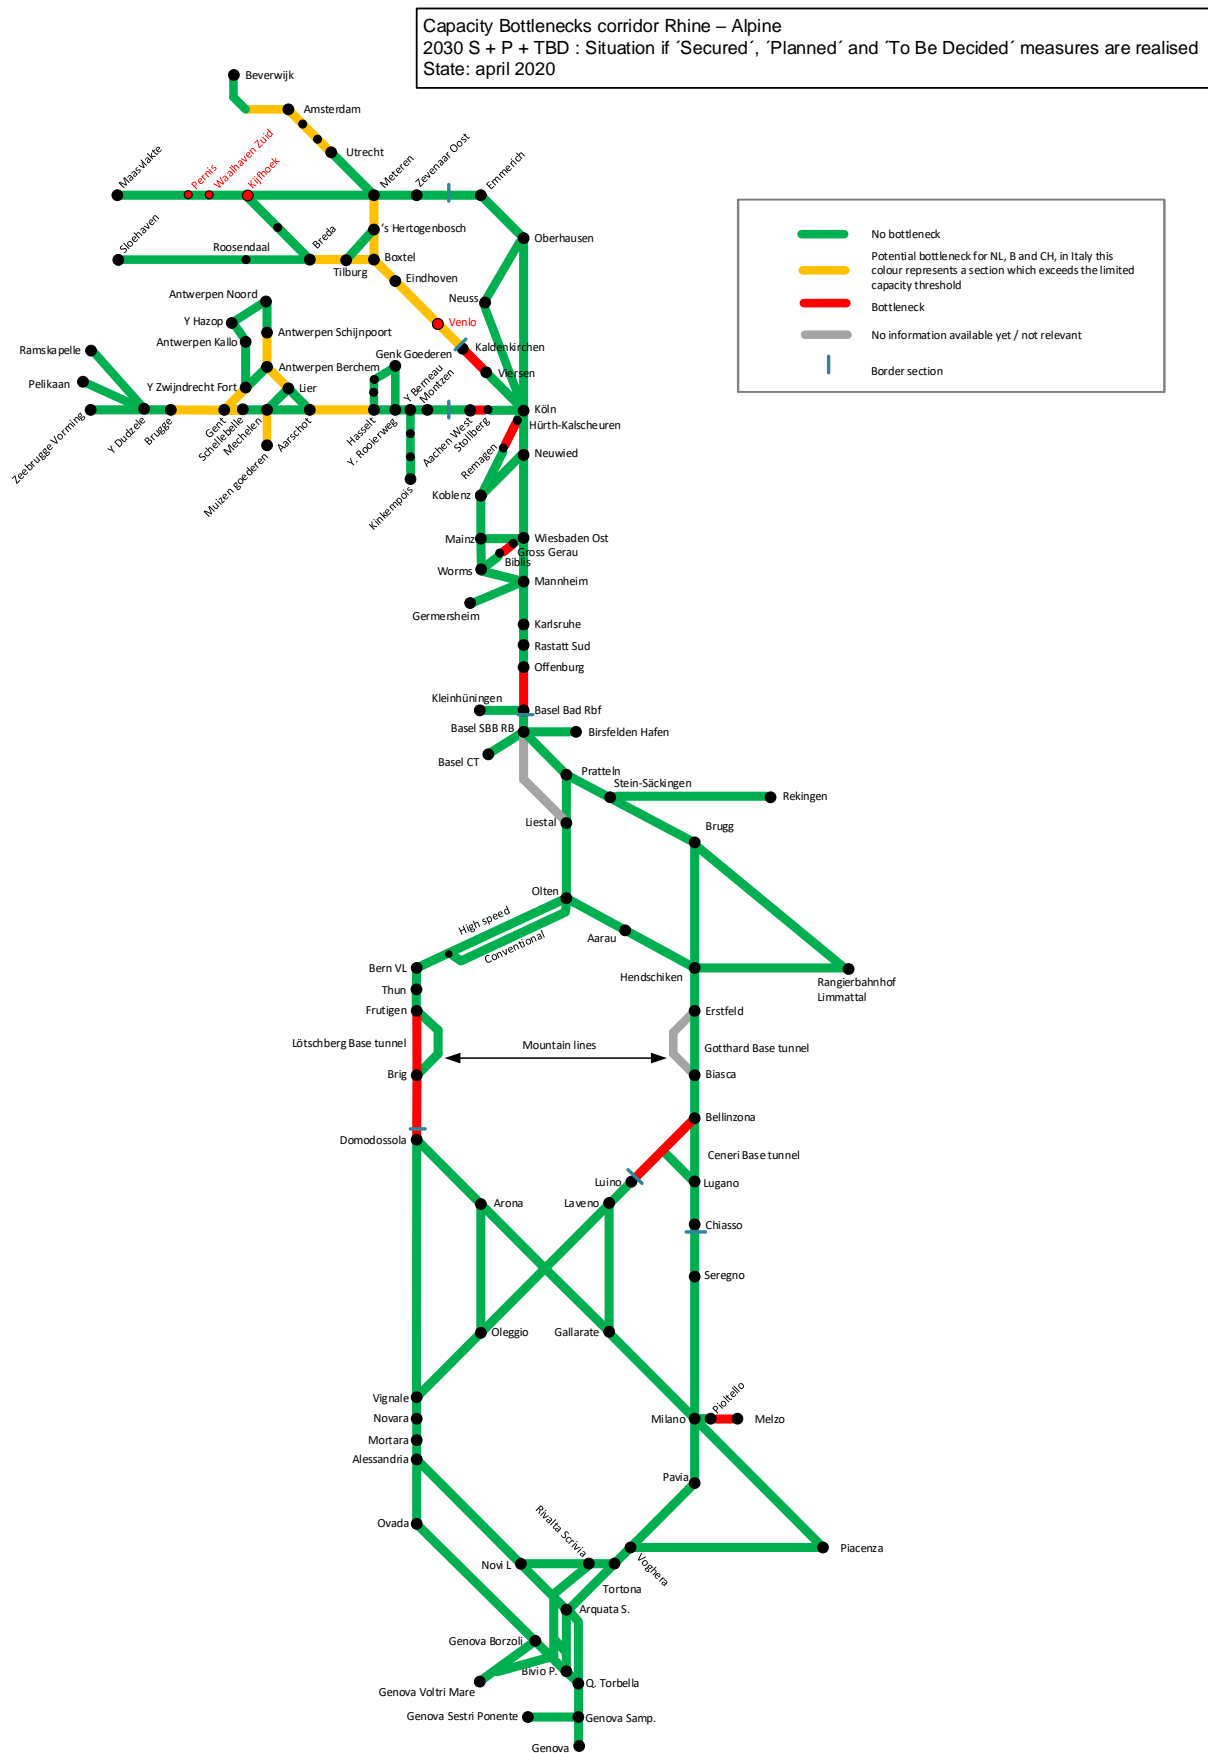 Capacity Bottlenecks corridor Rhine – Alpine
2030 S + P + TBD : Situation if ´Secured´, ´Planned´ and ´To Be Decided´ measures are realised
State: april 2020
No bottleneck
Potential bottleneck for NL, B and CH, in Italy this
colour represents a section which exceeds the limited
capacity threshold
Bottleneck
No information available yet / not relevant
Border section
Beverwijk
Amsterdam
Utrecht
Maasvlakte
Pernis
Waalhaven Zuid
Kijfhoek
Meteren
Zevenaar Oost
Emmerich
Sloehaven
Roosendaal
Breda
Tilburg
‘s Hertogenbosch
Boxtel
Oberhausen
Eindhoven
Neuss
Venlo
Kaldenkirchen
Viersen
Antwerpen Noord
Y Hazop
Antwerpen Schijnpoort
Antwerpen Kallo
Ramskapelle
Pelikaan
Antwerpen Berchem
Y Zwijndrecht Fort
Lier
Genk Goederen
Y Berneau
Montzen
Zeebrugge Vorming
Y Dudzele
Brugge
Gent
Schellebelle
Mechelen
Muizen goederen
Aarschot
Hasselt
Y. Rooierweg
Kinkempois
Aachen West
Stollberg
Köln
Hürth-Kalscheuren
Remagen
Neuwied
Koblenz
Mainz
Wiesbaden Ost
Gross Gerau
Biblis
Worms
Mannheim
Germersheim
Karlsruhe
Rastatt Sud
Offenburg
Kleinhüningen
Basel Bad Rbf
Basel SBB RB
Birsfelden Hafen
Basel CT
Pratteln
Stein-Säckingen
Rekingen
Liestal
Brugg
Olten
High speed
Conventional
Aarau
Bern VL
Hendschiken
Rangierbahnhof
Limmattal
Thun
Frutigen
Erstfeld
Lötschberg Base tunnel
Mountain lines
Gotthard Base tunnel
Brig
Biasca
Bellinzona
Domodossola
Ceneri Base tunnel
Luino
Lugano
Arona
Laveno
Chiasso
Seregno
Oleggio
Gallarate
Vignale
Novara
Milano
Pioltello
Melzo
Mortara
Alessandria
Pavia
Ovada
Rivalta Scrivia
Novi L
Voghera
Piacenza
Tortona
Arquata S.
Genova Borzoli
Bivio P.
Q. Torbella
Genova Voltri Mare
Genova Sestri Ponente
Genova Samp.
Genova